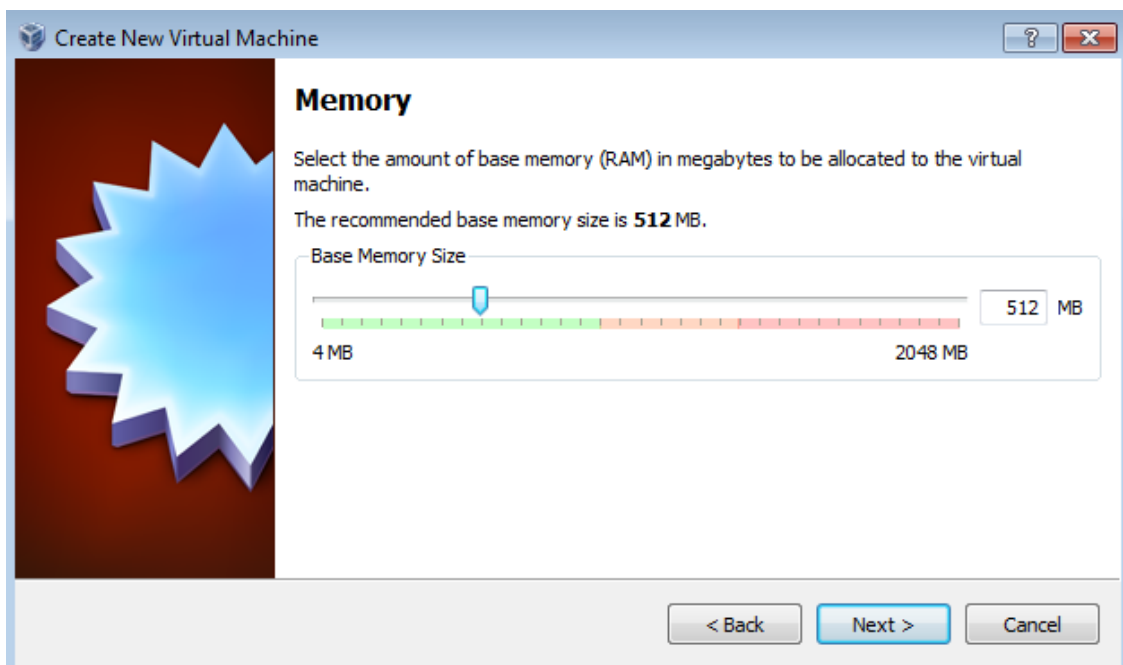 Create New Virtual Machine
Memory
Select the amount of base memory (RAM) in megabytes to be allocated to the virtual
machine.
The recommended base memory size is 512 MB.
Base Memory Size
512 MB
4 MB 2048 MB
< Back Next > Cancel